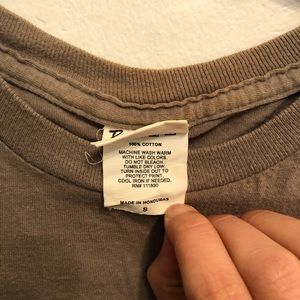 100% COTTON
MACHINE WASH WARM
WITH LIKE COLORS.
DO NOT BLEACH.
TUMBLE DRY LOW.
TURN INSIDE OUT TO
PROTECT PRINT.
COOL IRON IF NEEDED.
RN# 111830
MADE IN HONDURAS
S